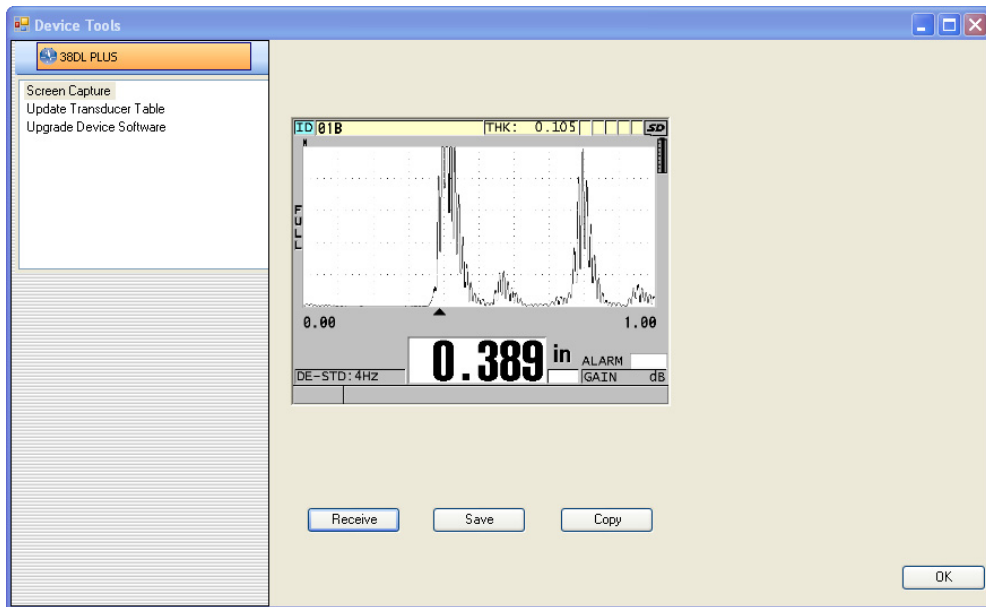 Device Tools
38DL PLUS
Screen Capture
Update Transducer Table
Upgrade Device Software
ID 01B THK: 0.105 SD
FULL
0.00 1.00
0.389 in ALARM
DE-STD:4HZ GAIN dB
Receive Save Copy
OK